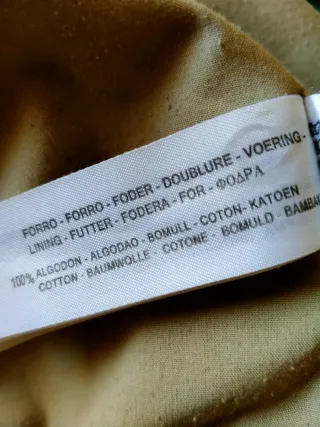 FORRO - FORRO - FODER - DOUBLURE - VOERING -
LINING - FUTTER - FODERA - FOR - ΦΟΔΡΑ
100% ALGODON - ALGODAO - BOMULL - COTON - KATOEN
COTTON - BAUMWOLLE - COTONE - BOMULD -